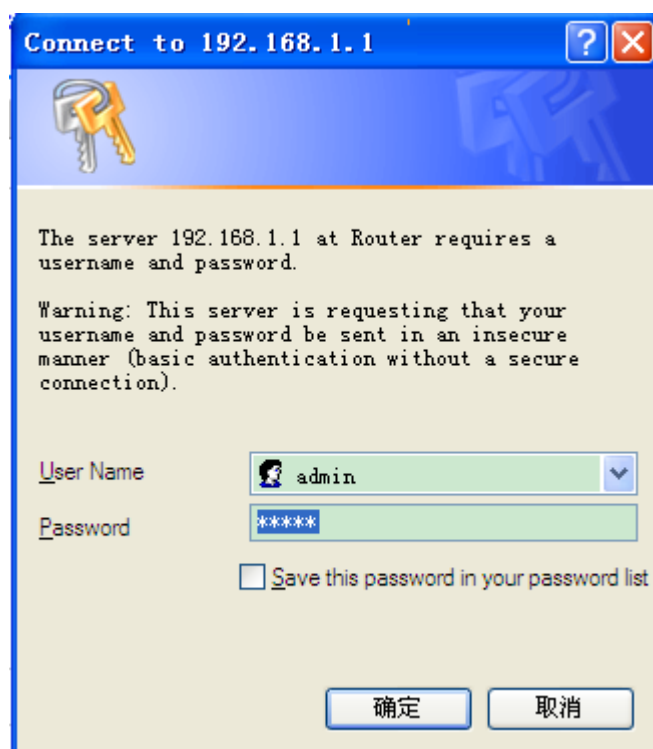 Connect to 192.168.1.1
The server 192.168.1.1 at Router requires a
username and password.
Warning: This server is requesting that your
username and password be sent in an insecure
manner (basic authentication without a secure
connection).
User Name
admin
Password
*****
Save this password in your password list
确定
取消